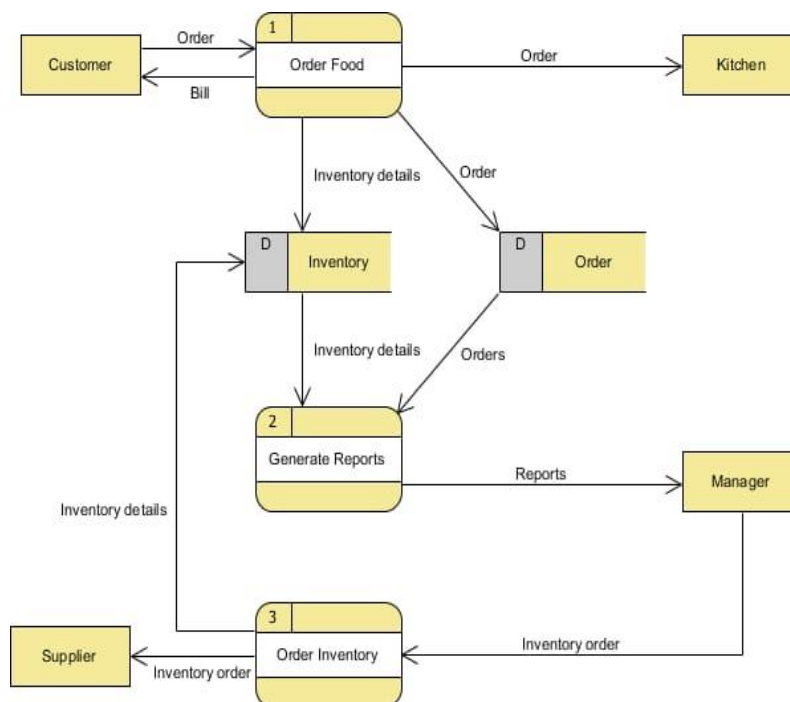 1
Order
Customer
Order Food
Order
Kitchen
Bill
Inventory details
Order
D
Inventory
D
Order
Inventory details
Orders
2
Generate Reports
Reports
Manager
Inventory details
3
Supplier
Order Inventory
Inventory order
Inventory order